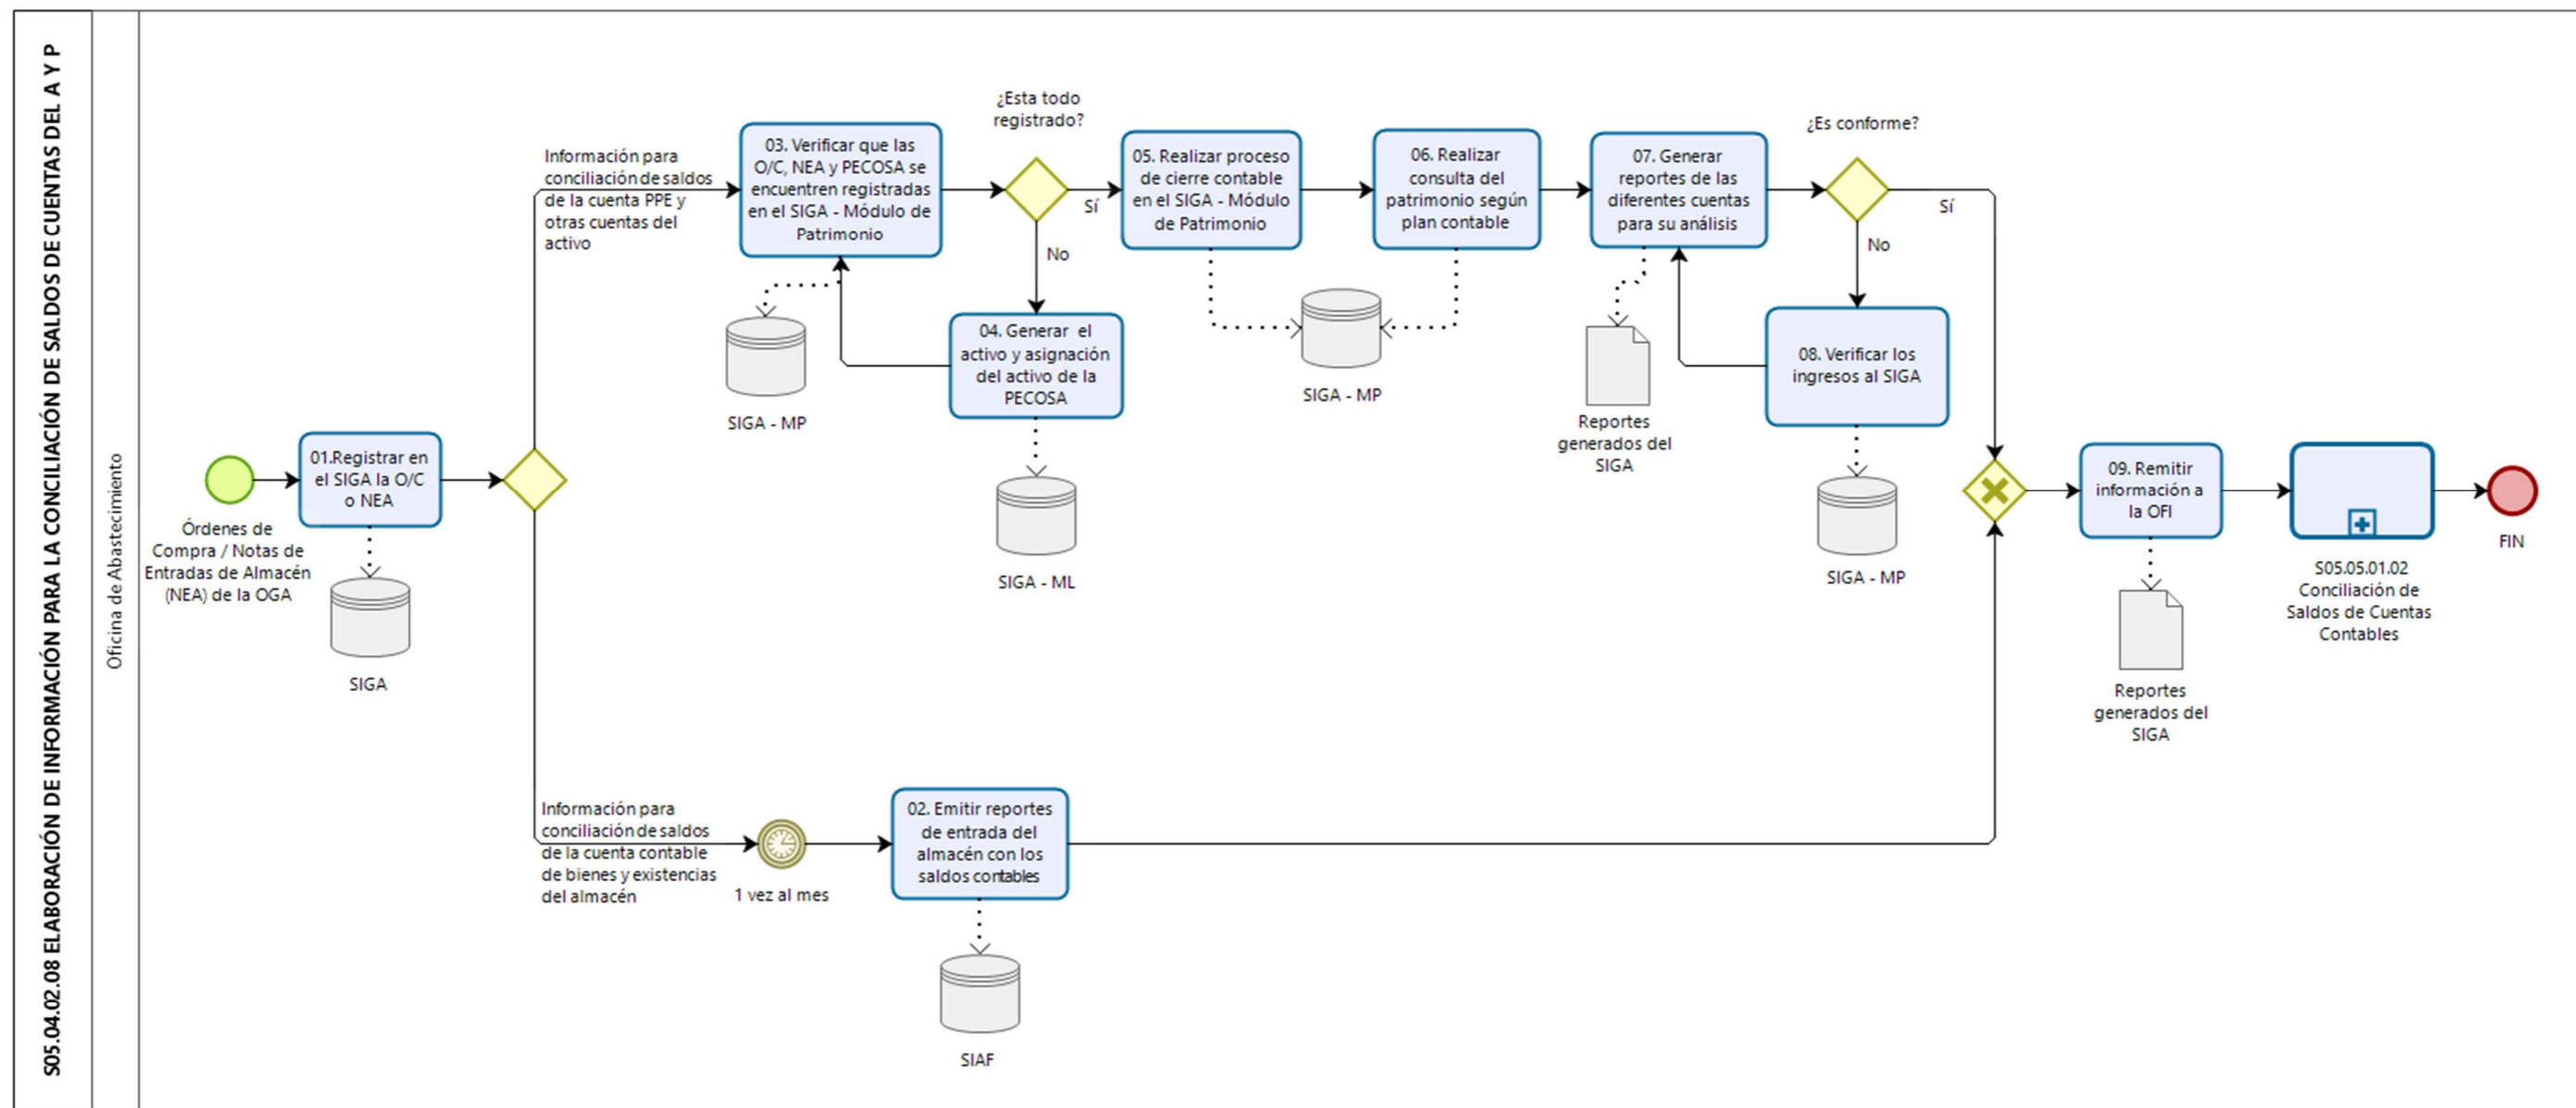 S05.04.02.08 ELABORACIÓN DE INFORMACIÓN PARA LA CONCILIACIÓN DE SALDOS DE CUENTAS DEL A Y P
Oficina de Abastecimiento
Órdenes de
Compra / Notas de
Entradas de Almacén
(NEA) de la OGA
01.Registrar en
el SIGA la O/C
o NEA
SIGA
Información para
conciliación de saldos
de la cuenta PPE y
otras cuentas del
activo
03. Verificar que las
O/C, NEA y PECOSA se
encuentren registradas
en el SIGA - Módulo de
Patrimonio
SIGA - MP
¿Esta todo
registrado?
Sí
No
04. Generar el
activo y asignación
del activo de la
PECOSA
SIGA - ML
05. Realizar proceso
de cierre contable
en el SIGA - Módulo
de Patrimonio
06. Realizar
consulta del
patrimonio según
plan contable
SIGA - MP
07. Generar
reportes de las
diferentes cuentas
para su análisis
Reportes
generados del
SIGA
¿Es conforme?
Sí
No
08. Verificar los
ingresos al SIGA
SIGA - MP
Información para
conciliación de saldos
de la cuenta contable
de bienes y existencias
del almacén
1 vez al mes
02. Emitir reportes
de entrada del
almacén con los
saldos contables
SIAF
09. Remitir
información a
la OFI
Reportes
generados del
SIGA
S05.05.01.02
Conciliación de
Saldos de Cuentas
Contables
FIN